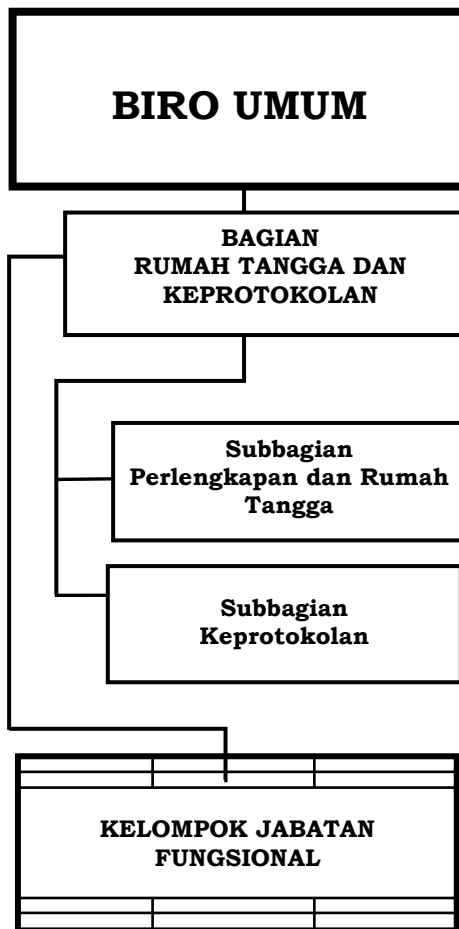 BIRO UMUM
BAGIAN
RUMAH TANGGA DAN
KEPROTOKOLAN
Subbagian
Perlengkapan dan Rumah
Tangga
Subbagian
Keprotokolan
KELOMPOK JABATAN
FUNGSIONAL